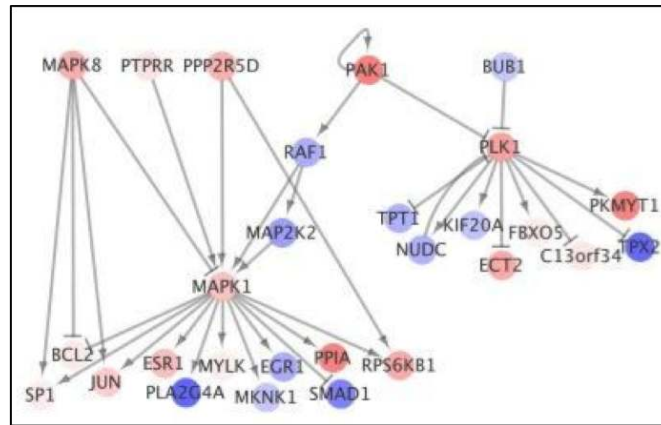 MAPK8 PTPRR PPP2R5D
PAK1
BUB1
RAF1
PLK1
MAP2K2
TPT1
NUDC
KIF20A
FBXO5
PKMYT1
ECT2
C13orf34
TPX2
MAPK1
BCL2
SP1
JUN
ESR1
PLA2G4A
MYLK
EGR1
MKNK1
PPIA
SMAD1
RPS6KB1